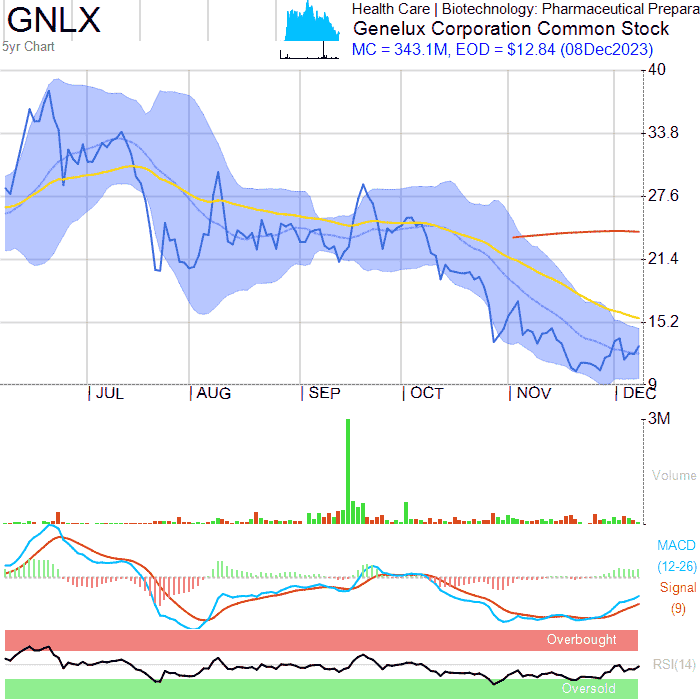 GNLX
5yr Chart
Health Care | Biotechnology: Pharmaceutical Prepara
Genelux Corporation Common Stock
MC = 343.1M, EOD = $12.84 (08Dec2023)
40
33.8
27.6
21.4
15.2
9
JUL AUG SEP OCT NOV DEC
3M
Volume
MACD
(12-26)
Signal
(9)
Overbought
RSI(14)
Oversold